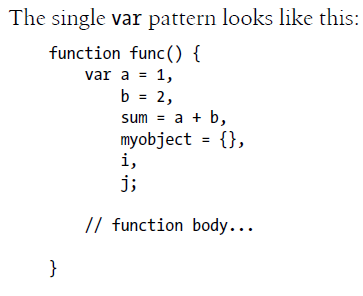 The single var pattern looks like this:
function func() {
    var a = 1,
        b = 2,
        sum = a + b,
        myobject = {},
        i,
        j;

    // function body...

}